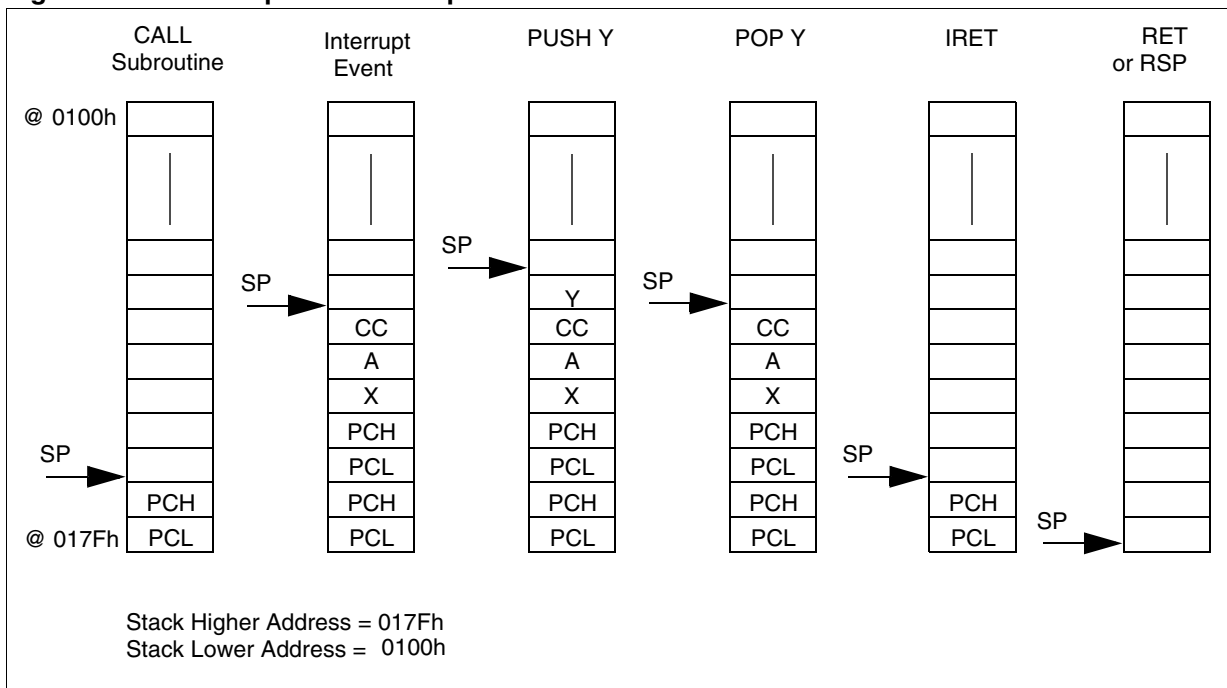 CALL
Subroutine
Interrupt
Event
PUSH Y
POP Y
IRET
RET
or RSP
@ 0100h
SP
SP
SP
Y
CC
CC
CC
A
A
A
X
X
X
PCH
PCH
PCH
SP
PCL
PCL
PCL
SP
PCH
PCH
PCH
PCH
PCH
SP
@ 017Fh
PCL
PCL
PCL
PCL
PCL
Stack Higher Address = 017Fh
Stack Lower Address = 0100h